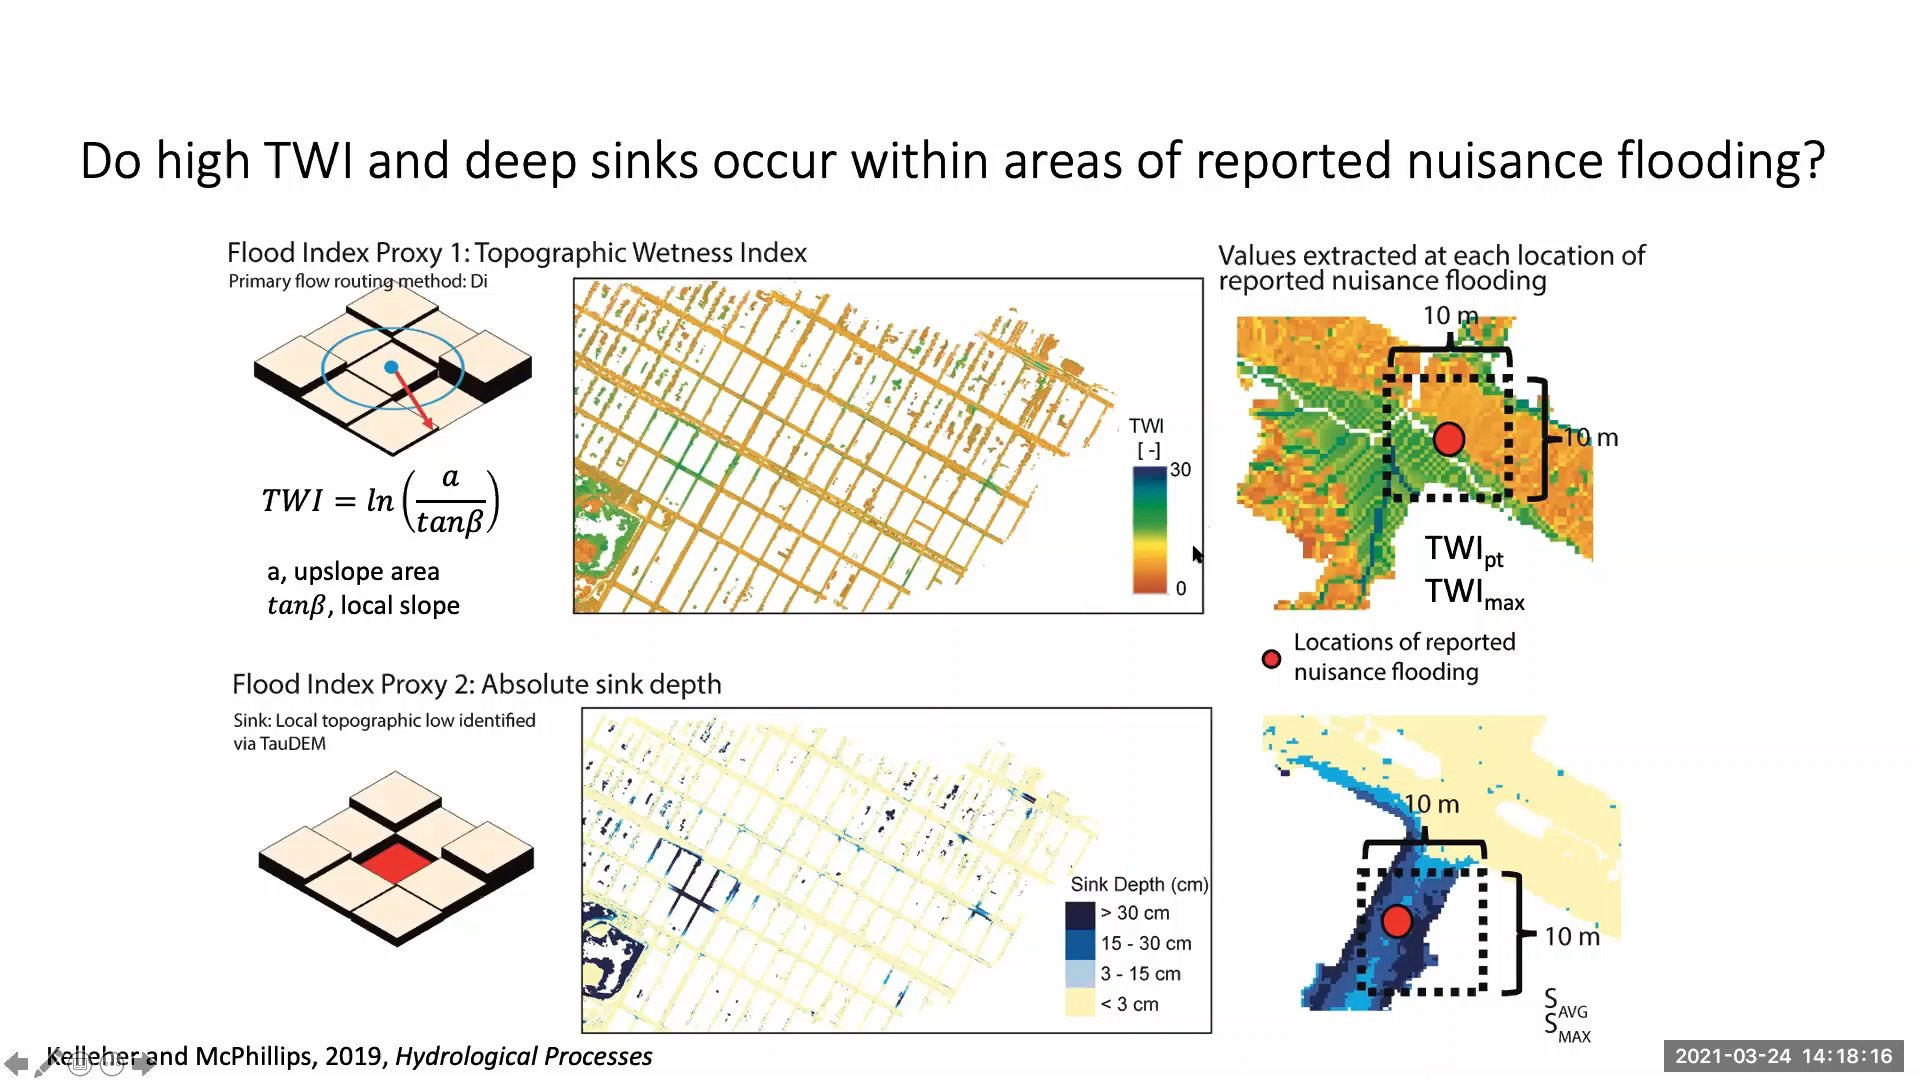 Do high TWI and deep sinks occur within areas of reported nuisance flooding?
Flood Index Proxy 1: Topographic Wetness Index
Primary flow routing method: Di
TWI = ln(a/tanβ)
a, upslope area
tanβ, local slope
TWI
[ -]
30
0
Values extracted at each location of
reported nuisance flooding
10 m
10 m
TWIpt
TWImax
Locations of reported
nuisance flooding
Flood Index Proxy 2: Absolute sink depth
Sink: Local topographic low identified
via TauDEM
Sink Depth (cm)
> 30 cm
15 - 30 cm
3 - 15 cm
< 3 cm
10 m
10 m
SAVG
SMAX
Kelleher and McPhillips, 2019, Hydrological Processes
2021-03-24 14:18:16